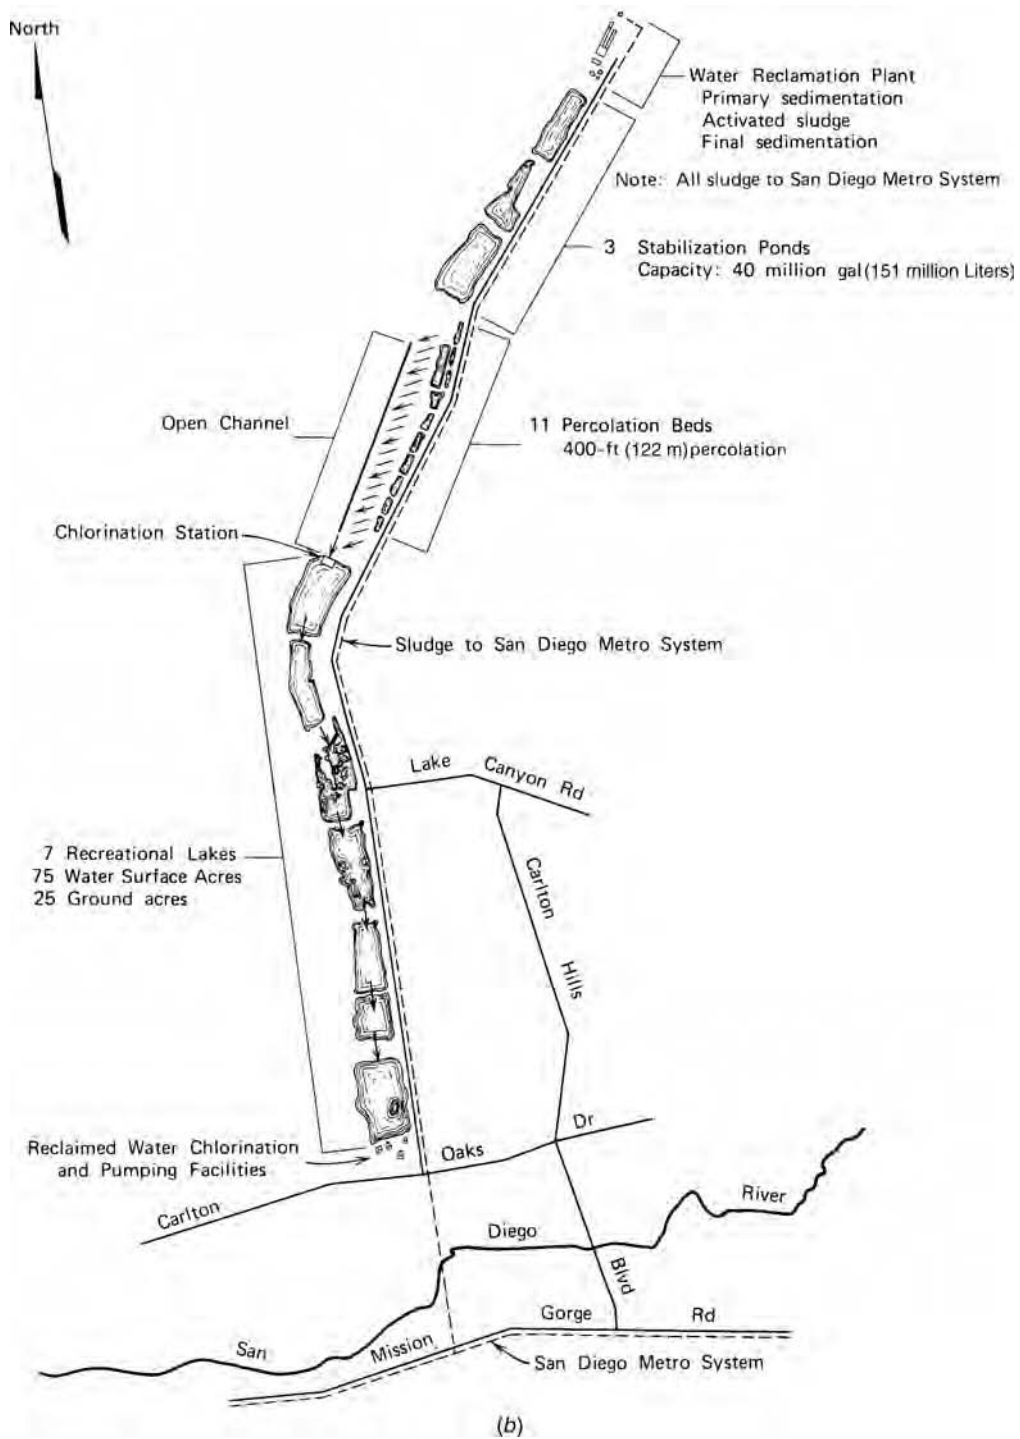 North
Water Reclamation Plant
Primary sedimentation
Activated sludge
Final sedimentation
Note: All sludge to San Diego Metro System
3 Stabilization Ponds
Capacity: 40 million gal (151 million Liters)
Open Channel
11 Percolation Beds
400-ft (122 m) percolation
Chlorination Station
Sludge to San Diego Metro System
Lake Canyon Rd
7 Recreational Lakes
75 Water Surface Acres
25 Ground acres
Carlton Hills Blvd
Reclaimed Water Chlorination
and Pumping Facilities
Carlton Oaks Dr
San Diego River
Mission Gorge Rd
San Diego Metro System
(b)